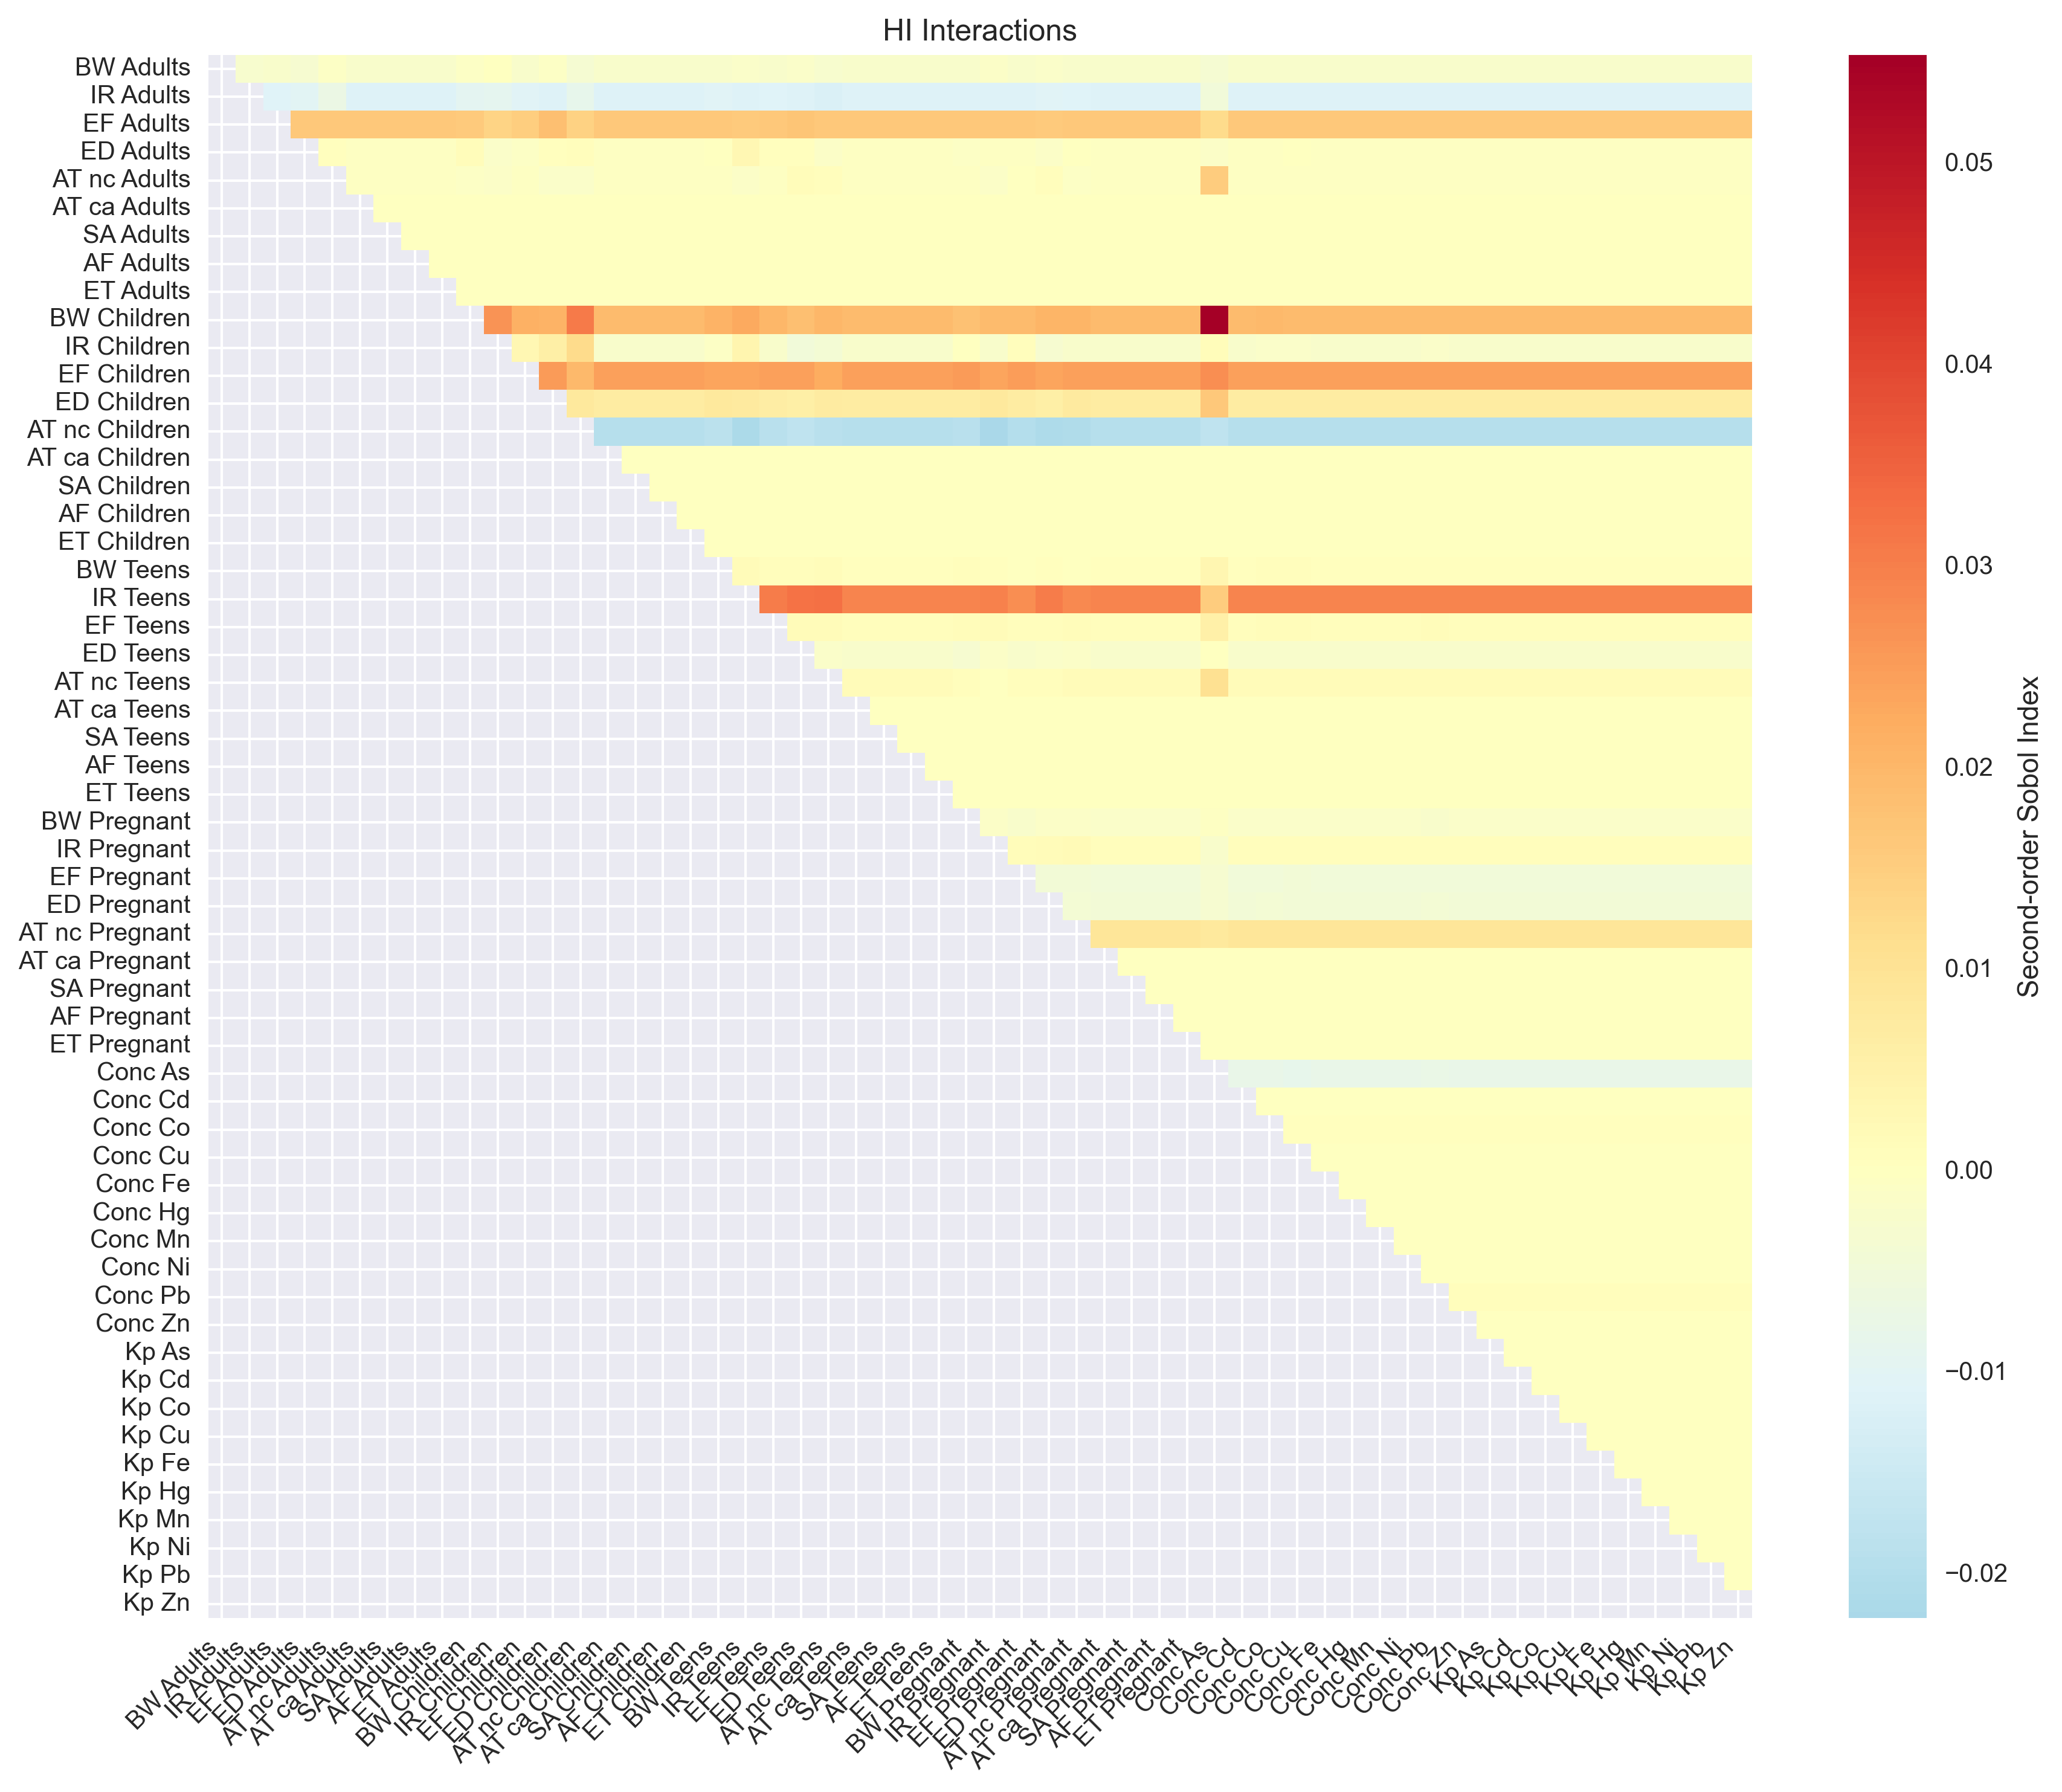 HI Interactions
BW Adults
IR Adults
EF Adults
ED Adults
AT nc Adults
AT ca Adults
SA Adults
AF Adults
ET Adults
BW Children
IR Children
EF Children
ED Children
AT nc Children
AT ca Children
SA Children
AF Children
ET Children
BW Teens
IR Teens
EF Teens
ED Teens
AT nc Teens
AT ca Teens
SA Teens
AF Teens
ET Teens
BW Pregnant
IR Pregnant
EF Pregnant
ED Pregnant
AT nc Pregnant
AT ca Pregnant
SA Pregnant
AF Pregnant
ET Pregnant
Conc As
Conc Cd
Conc Co
Conc Cu
Conc Fe
Conc Hg
Conc Mn
Conc Ni
Conc Pb
Conc Zn
Kp As
Kp Cd
Kp Co
Kp Cu
Kp Fe
Kp Hg
Kp Mn
Kp Ni
Kp Pb
Kp Zn
BW Adults
IR Adults
EF Adults
ED Adults
AT nc Adults
AT ca Adults
SA Adults
AF Adults
ET Adults
BW Children
IR Children
EF Children
ED Children
AT nc Children
AT ca Children
SA Children
AF Children
ET Children
BW Teens
IR Teens
EF Teens
ED Teens
AT nc Teens
AT ca Teens
SA Teens
AF Teens
ET Teens
BW Pregnant
IR Pregnant
EF Pregnant
ED Pregnant
AT nc Pregnant
AT ca Pregnant
SA Pregnant
AF Pregnant
ET Pregnant
Conc As
Conc Cd
Conc Co
Conc Cu
Conc Fe
Conc Hg
Conc Mn
Conc Ni
Conc Pb
Conc Zn
Kp As
Kp Cd
Kp Co
Kp Cu
Kp Fe
Kp Hg
Kp Mn
Kp Ni
Kp Pb
Kp Zn
0.05
0.04
0.03
0.02
0.01
0.00
−0.01
−0.02
Second-order Sobol Index